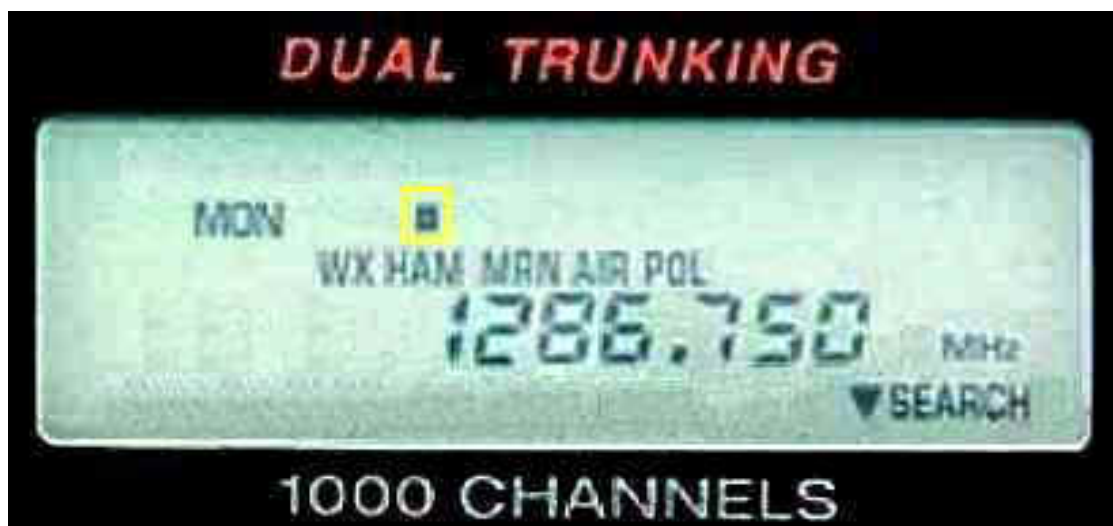 DUAL TRUNKING
MON
WX HAM MRN AIR POL
1286.750 MHz
▼SEARCH
1000 CHANNELS